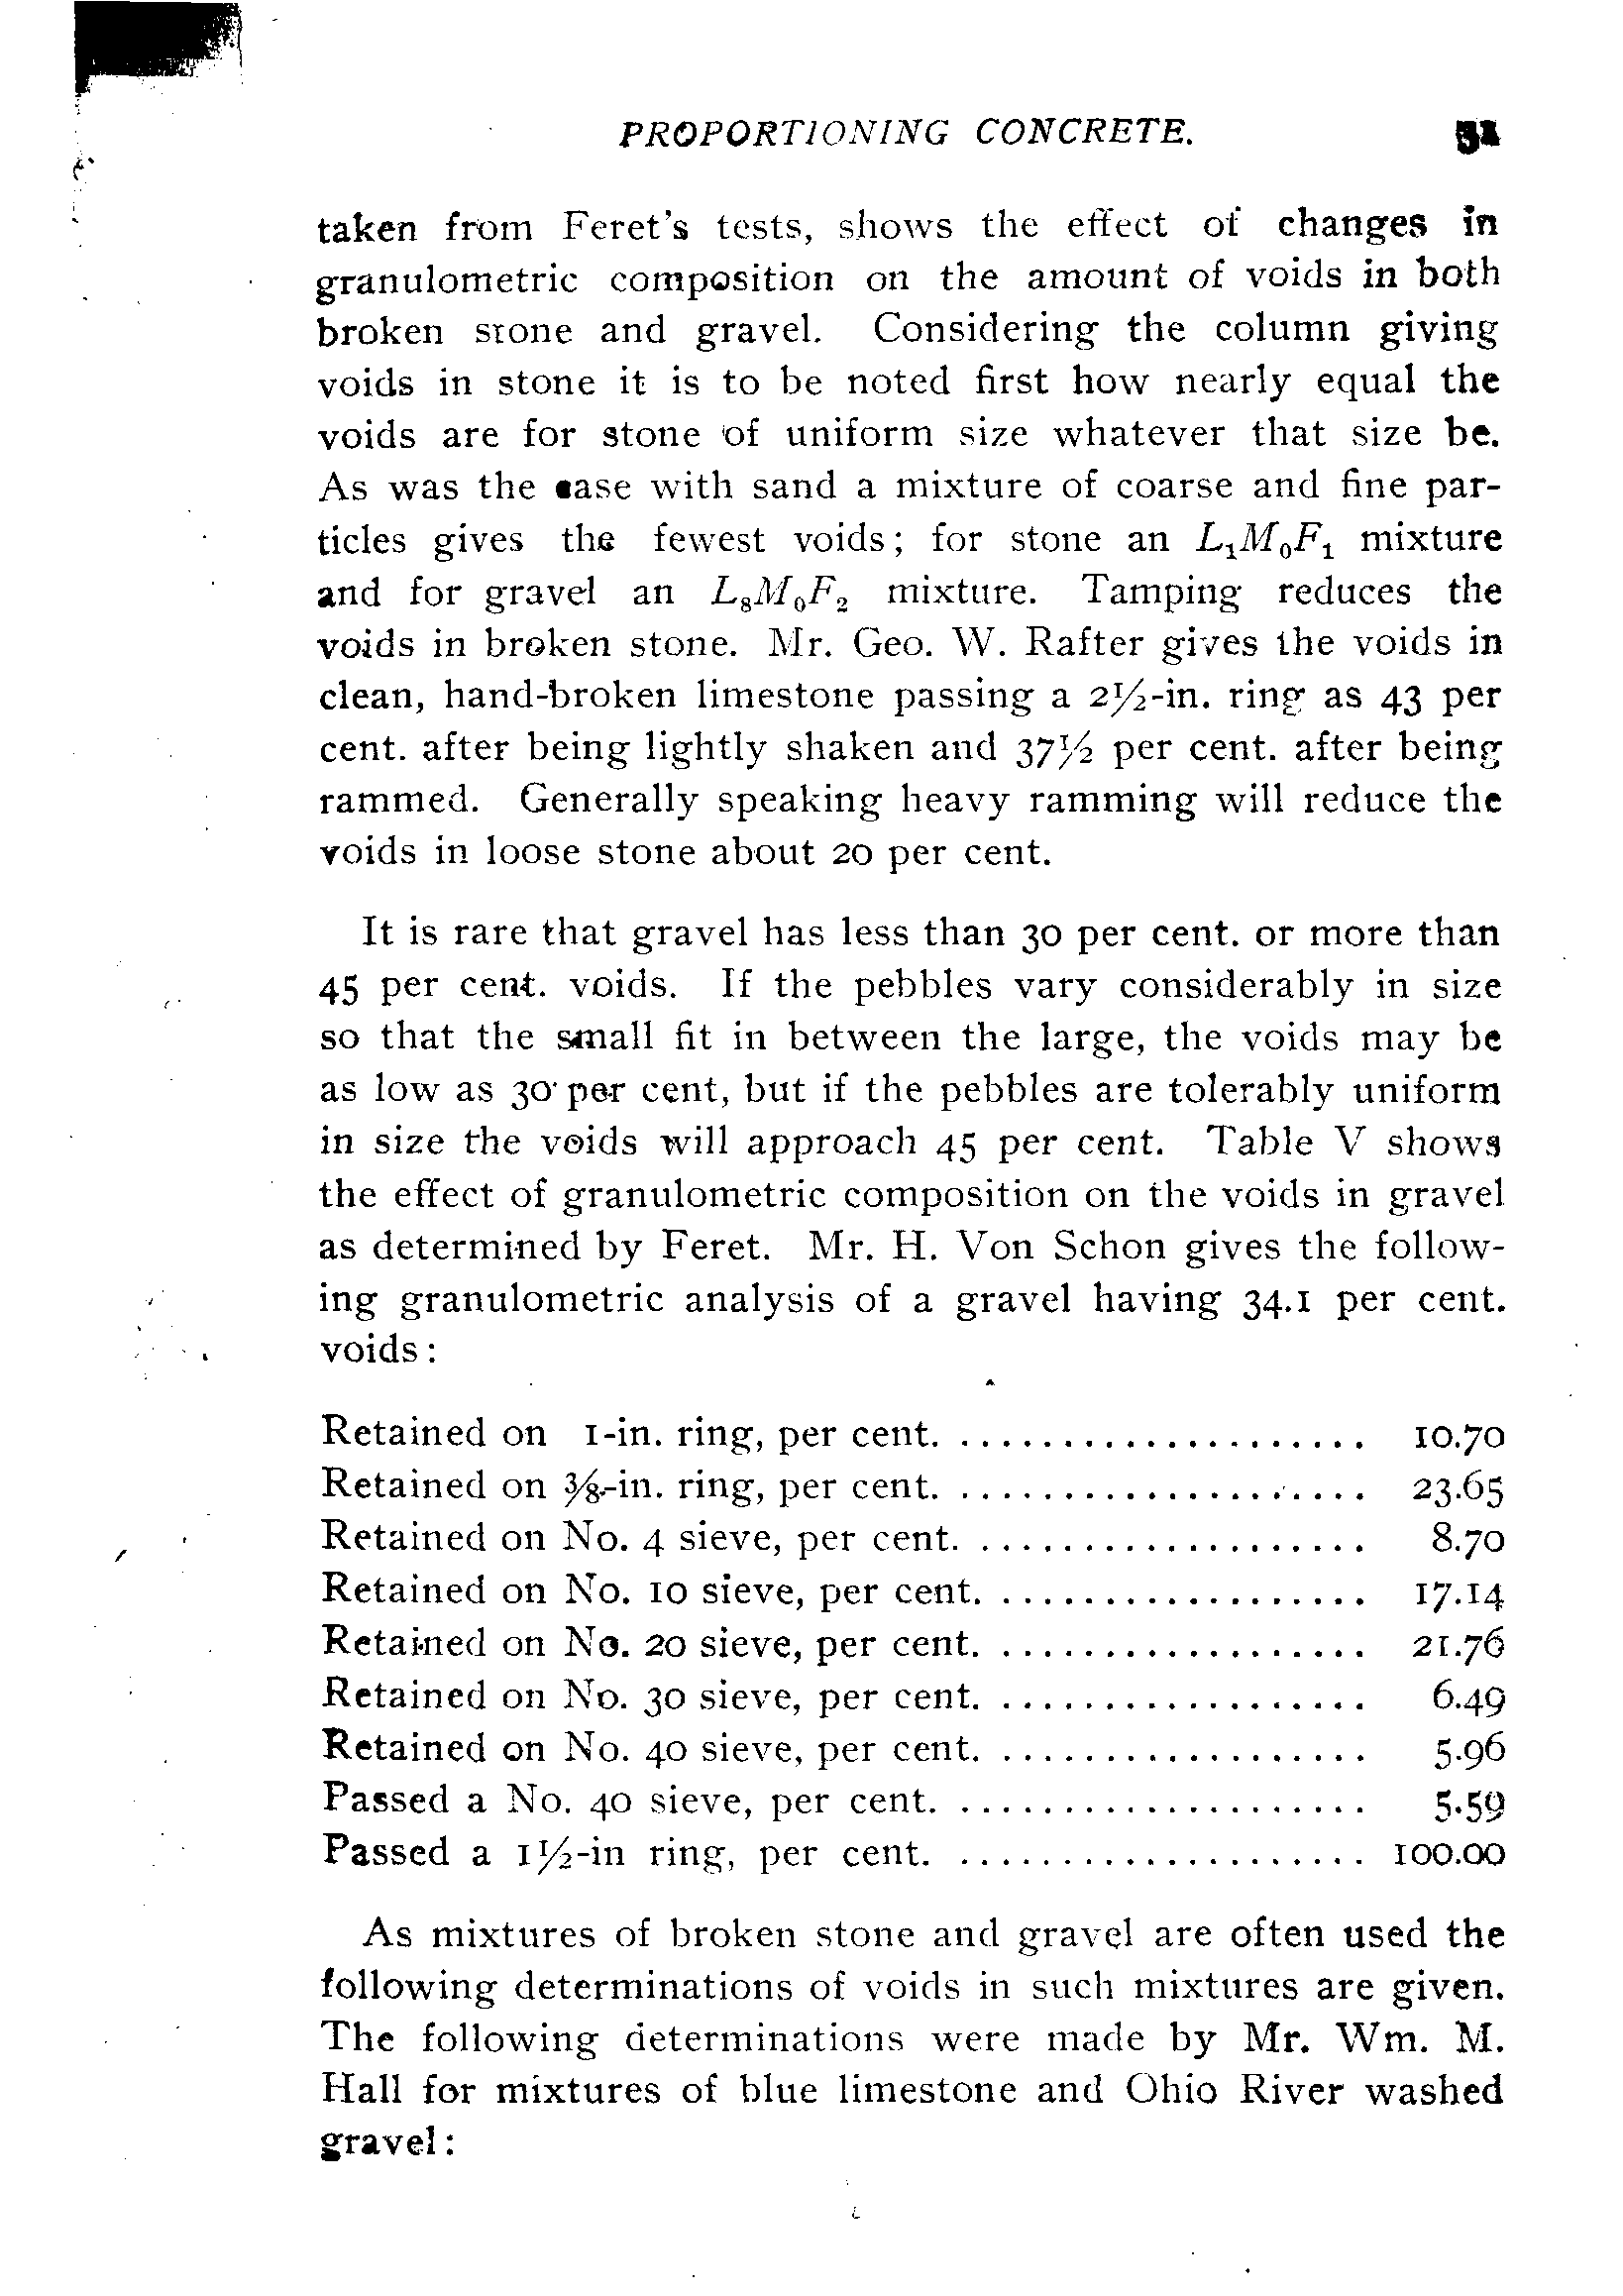 PROPORTIONING CONCRETE. 31
taken from Feret's tests, shows the effect of changes in
granulometric composition on the amount of voids in both
broken stone and gravel. Considering the column giving
voids in stone it is to be noted first how nearly equal the
voids are for stone of uniform size whatever that size be.
As was the case with sand a mixture of coarse and fine par-
ticles gives the fewest voids; for stone an L₁M₀F₁ mixture
and for gravel an L₈M₀F₂ mixture. Tamping reduces the
voids in broken stone. Mr. Geo. W. Rafter gives the voids in
clean, hand-broken limestone passing a 2½-in. ring as 43 per
cent. after being lightly shaken and 37½ per cent. after being
rammed. Generally speaking heavy ramming will reduce the
voids in loose stone about 20 per cent.
It is rare that gravel has less than 30 per cent. or more than
45 per cent. voids. If the pebbles vary considerably in size
so that the small fit in between the large, the voids may be
as low as 30 per cent, but if the pebbles are tolerably uniform
in size the voids will approach 45 per cent. Table V shows
the effect of granulometric composition on the voids in gravel
as determined by Feret. Mr. H. Von Schon gives the follow-
ing granulometric analysis of a gravel having 34.1 per cent.
voids:
Retained on 1-in. ring, per cent. .................... 10.70
Retained on ⅜-in. ring, per cent. .................... 23.65
Retained on No. 4 sieve, per cent. ................... 8.70
Retained on No. 10 sieve, per cent. .................. 17.14
Retained on No. 20 sieve, per cent. .................. 21.76
Retained on No. 30 sieve, per cent. .................. 6.49
Retained on No. 40 sieve, per cent. .................. 5.96
Passed a No. 40 sieve, per cent. .................... 5.59
Passed a 1½-in ring, per cent. .................... 100.00
As mixtures of broken stone and gravel are often used the
following determinations of voids in such mixtures are given.
The following determinations were made by Mr. Wm. M.
Hall for mixtures of blue limestone and Ohio River washed
gravel: